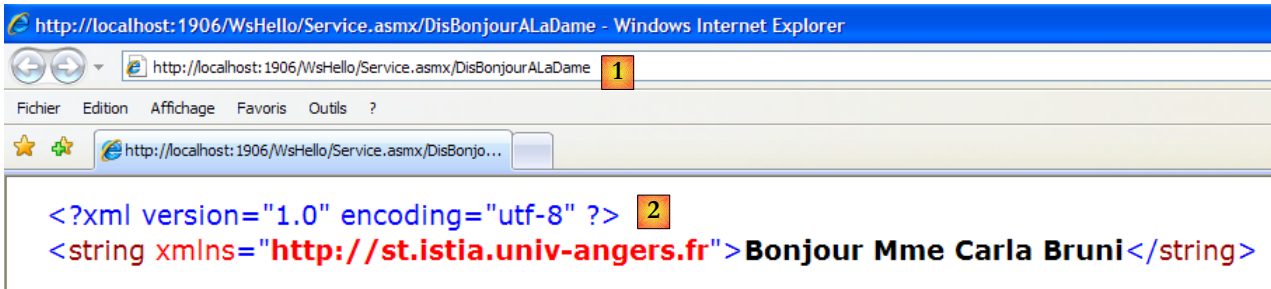 http://localhost:1906/WsHello/Service.asmx/DisBonjourALaDame - Windows Internet Explorer
http://localhost:1906/WsHello/Service.asmx/DisBonjourALaDame 1
Fichier Edition Affichage Favoris Outils ?
http://localhost:1906/WsHello/Service.asmx/DisBonjo...
<?xml version="1.0" encoding="utf-8" ?> 2
<string xmlns="http://st.istia.univ-angers.fr">Bonjour Mme Carla Bruni</string>